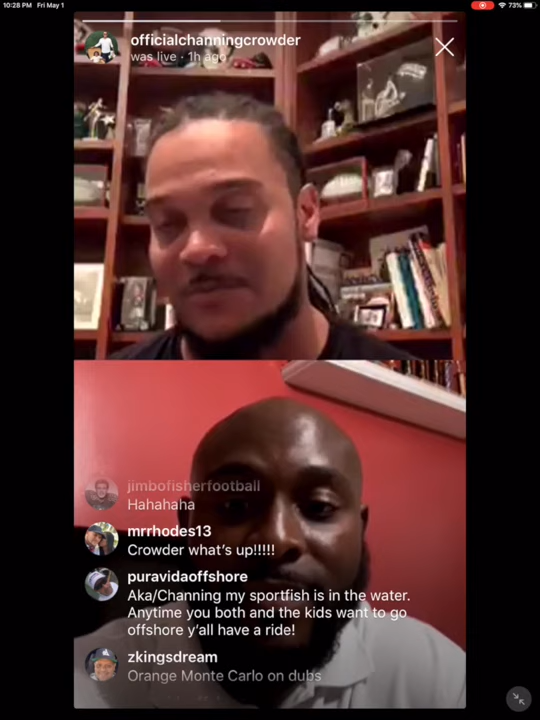 10:28 PM Fri May 1
73%
officialchanningcrowder
was live · 1h ago
jimbofisherfootball
Hahahaha
mrrhodes13
Crowder what's up!!!!!
puravidaoffshore
Aka/Channing my sportfish is in the water.
Anytime you both and the kids want to go
offshore y'all have a ride!
zkingsdream
Orange Monte Carlo on dubs